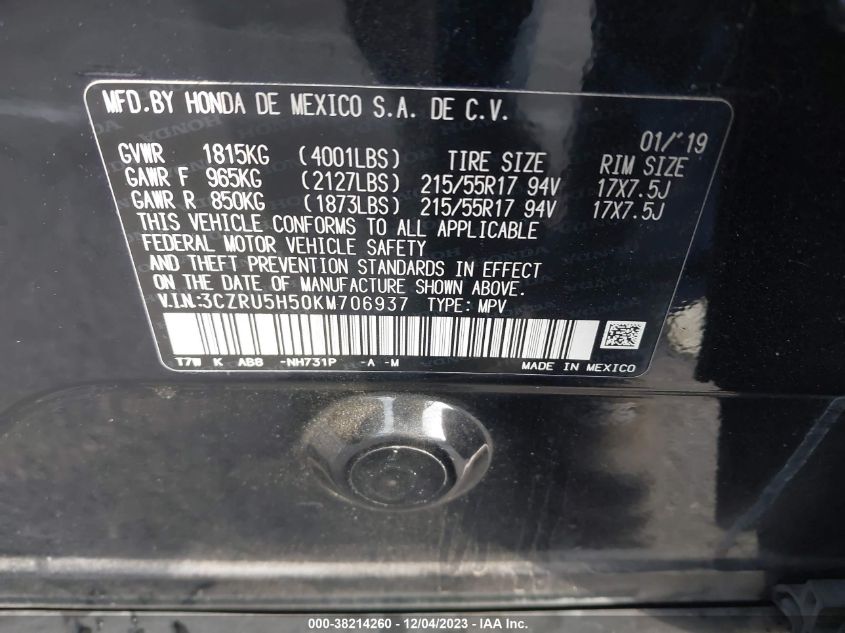 MFD.BY HONDA DE MEXICO S.A. DE C.V.
01/'19
GVWR 1815KG (4001LBS) TIRE SIZE RIM SIZE
GAWR F 965KG (2127LBS) 215/55R17 94V 17X7.5J
GAWR R 850KG (1873LBS) 215/55R17 94V 17X7.5J
THIS VEHICLE CONFORMS TO ALL APPLICABLE
FEDERAL MOTOR VEHICLE SAFETY
AND THEFT PREVENTION STANDARDS IN EFFECT
ON THE DATE OF MANUFACTURE SHOWN ABOVE.
V.I.N:3CZRU5H50KM706937 TYPE: MPV
T7W K AB8 -NH731P -A -M
MADE IN MEXICO
000-38214260 - 12/04/2023 - IAA Inc.